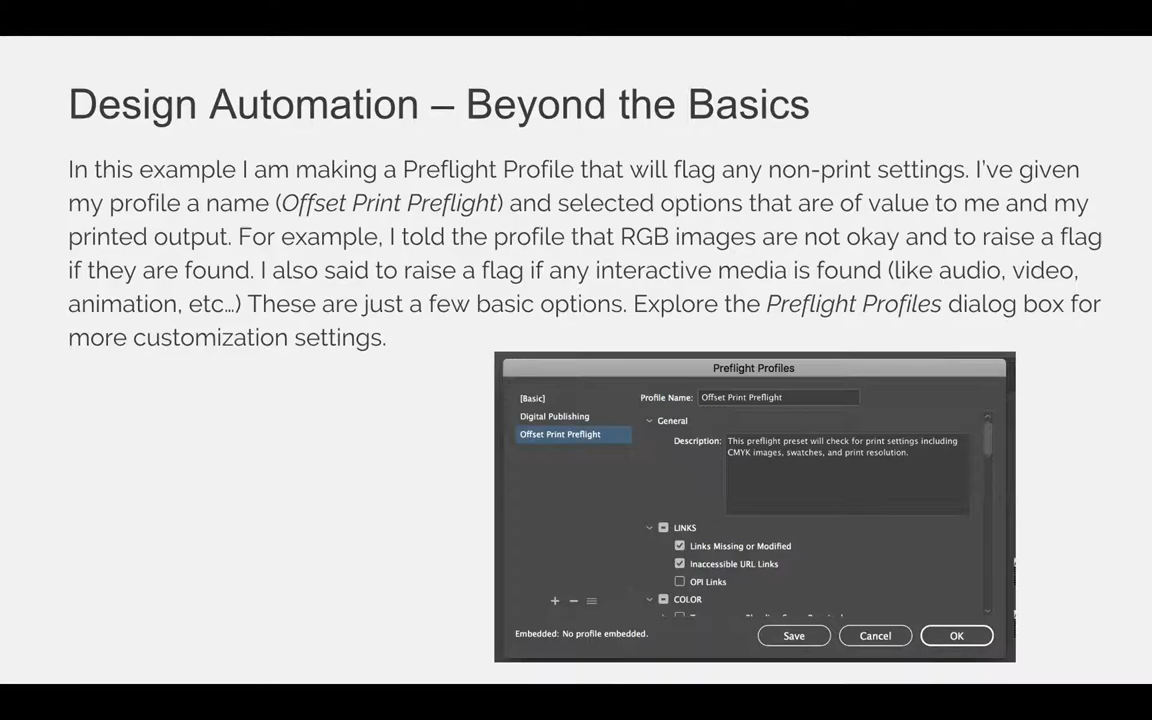 Design Automation – Beyond the Basics
In this example I am making a Preflight Profile that will flag any non-print settings. I’ve given
my profile a name (Offset Print Preflight) and selected options that are of value to me and my
printed output. For example, I told the profile that RGB images are not okay and to raise a flag
if they are found. I also said to raise a flag if any interactive media is found (like audio, video,
animation, etc…) These are just a few basic options. Explore the Preflight Profiles dialog box for
more customization settings.
Preflight Profiles
[Basic]
Digital Publishing
Offset Print Preflight
Profile Name: Offset Print Preflight
General
Description: This preflight preset will check for print settings including
CMYK images, swatches, and print resolution.
LINKS
Links Missing or Modified
Inaccessible URL Links
OPI Links
COLOR
Embedded: No profile embedded.
Save Cancel OK